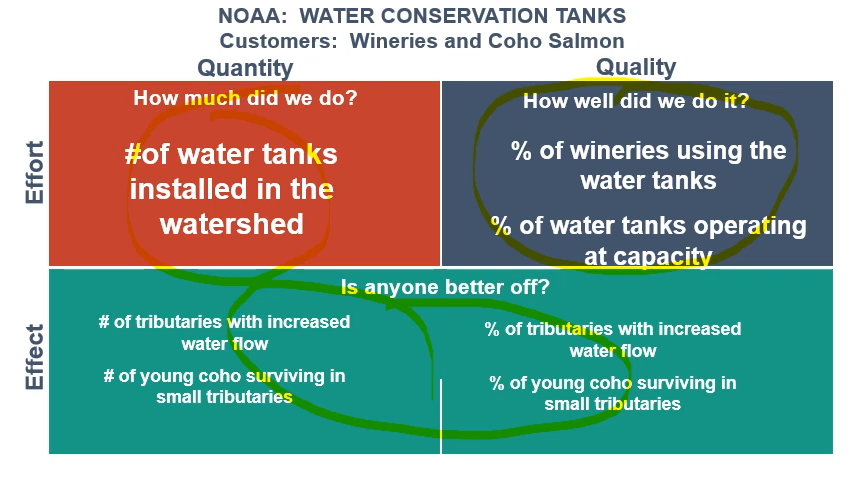 NOAA:  WATER CONSERVATION TANKS
Customers:  Wineries and Coho Salmon
Quantity
Quality
Effort
How much did we do?
#of water tanks
installed in the
watershed
How well did we do it?
% of wineries using the
water tanks
% of water tanks operating
at capacity
Effect
Is anyone better off?
# of tributaries with increased
water flow
# of young coho surviving in
small tributaries
% of tributaries with increased
water flow
% of young coho surviving in
small tributaries